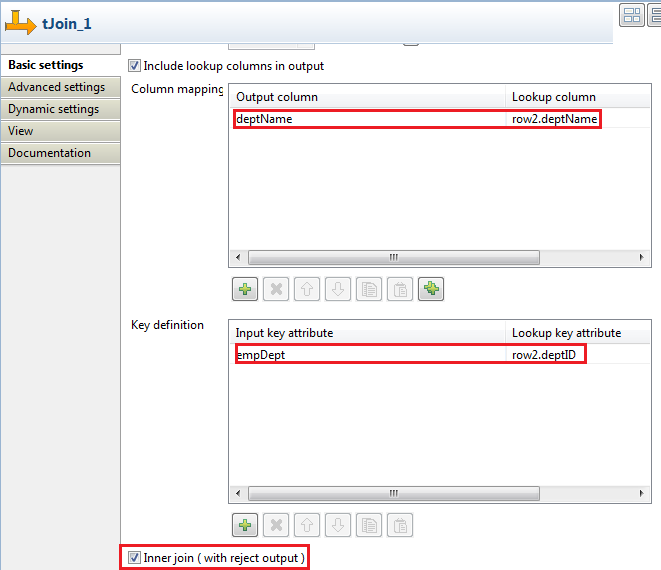 tJoin_1
Basic settings
Advanced settings
Dynamic settings
View
Documentation
Include lookup columns in output
Column mapping
Output column Lookup column
deptName row2.deptName
Key definition
Input key attribute Lookup key attribute
empDept row2.deptID
Inner join ( with reject output )